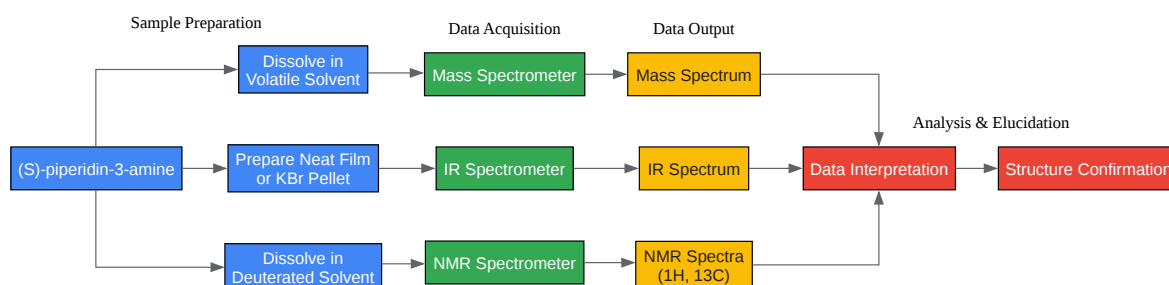 Sample Preparation
Data Acquisition
Data Output
Dissolve in
Volatile Solvent
Mass Spectrometer
Mass Spectrum
Analysis & Elucidation
(S)-piperidin-3-amine
Prepare Neat Film
or KBr Pellet
IR Spectrometer
IR Spectrum
Data Interpretation
Structure Confirmation
Dissolve in
Deuterated Solvent
NMR Spectrometer
NMR Spectra
(1H, 13C)